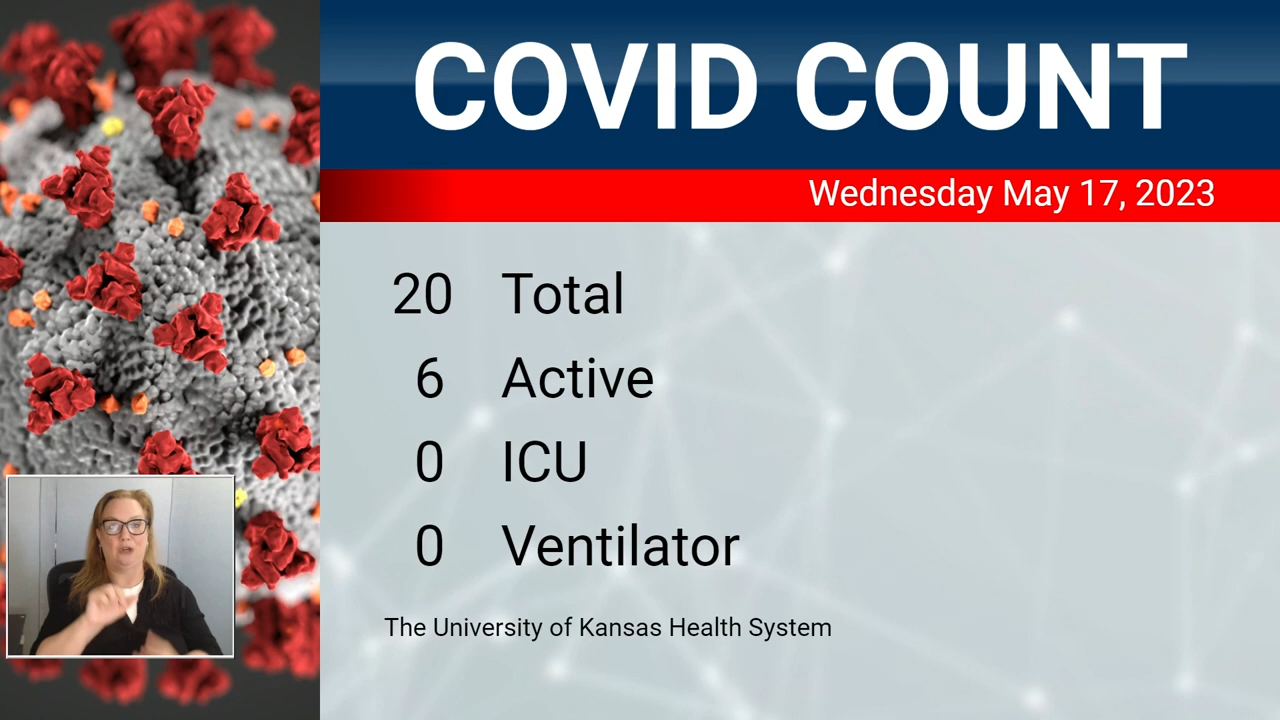 COVID COUNT
Wednesday May 17, 2023
20 Total
6 Active
0 ICU
0 Ventilator
The University of Kansas Health System